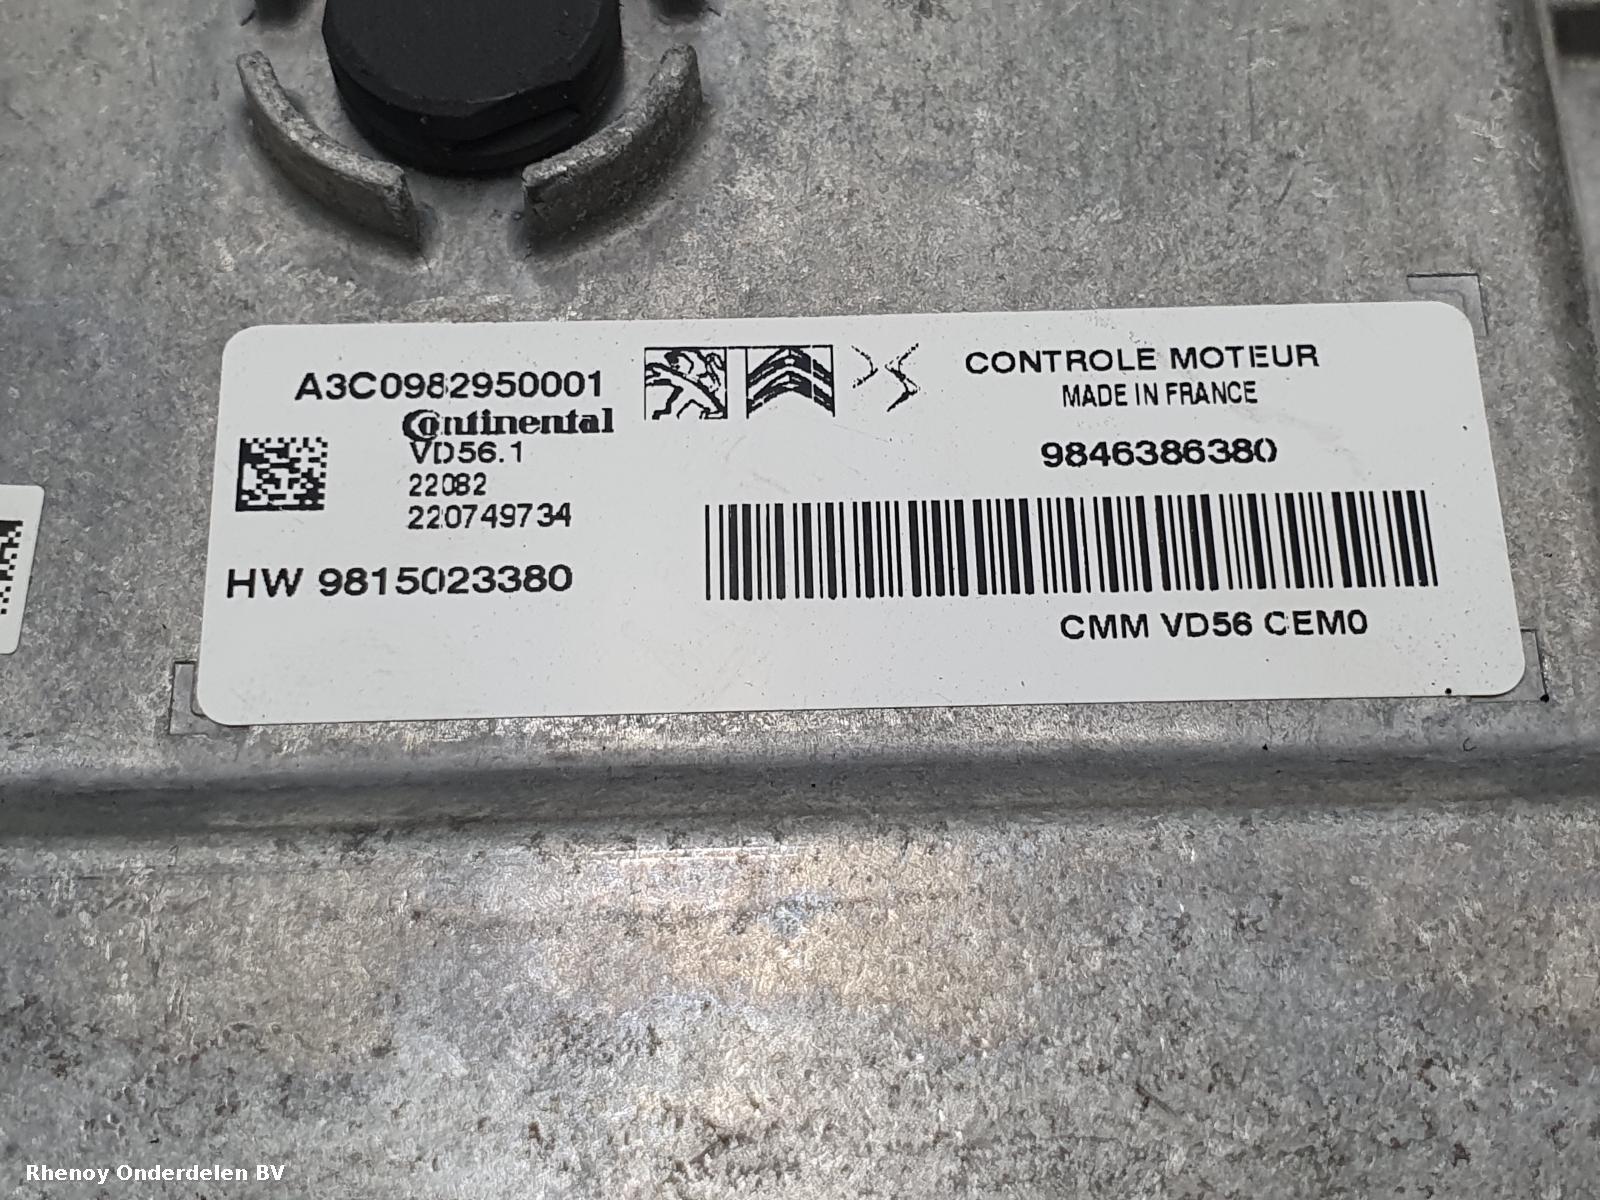 A3C0982950001
Continental
VD56.1
22082
220749734
HW 9815023380
CONTROLE MOTEUR
MADE IN FRANCE
9846386380
CMM VD56 CEM0
Rhenoy Onderdelen BV